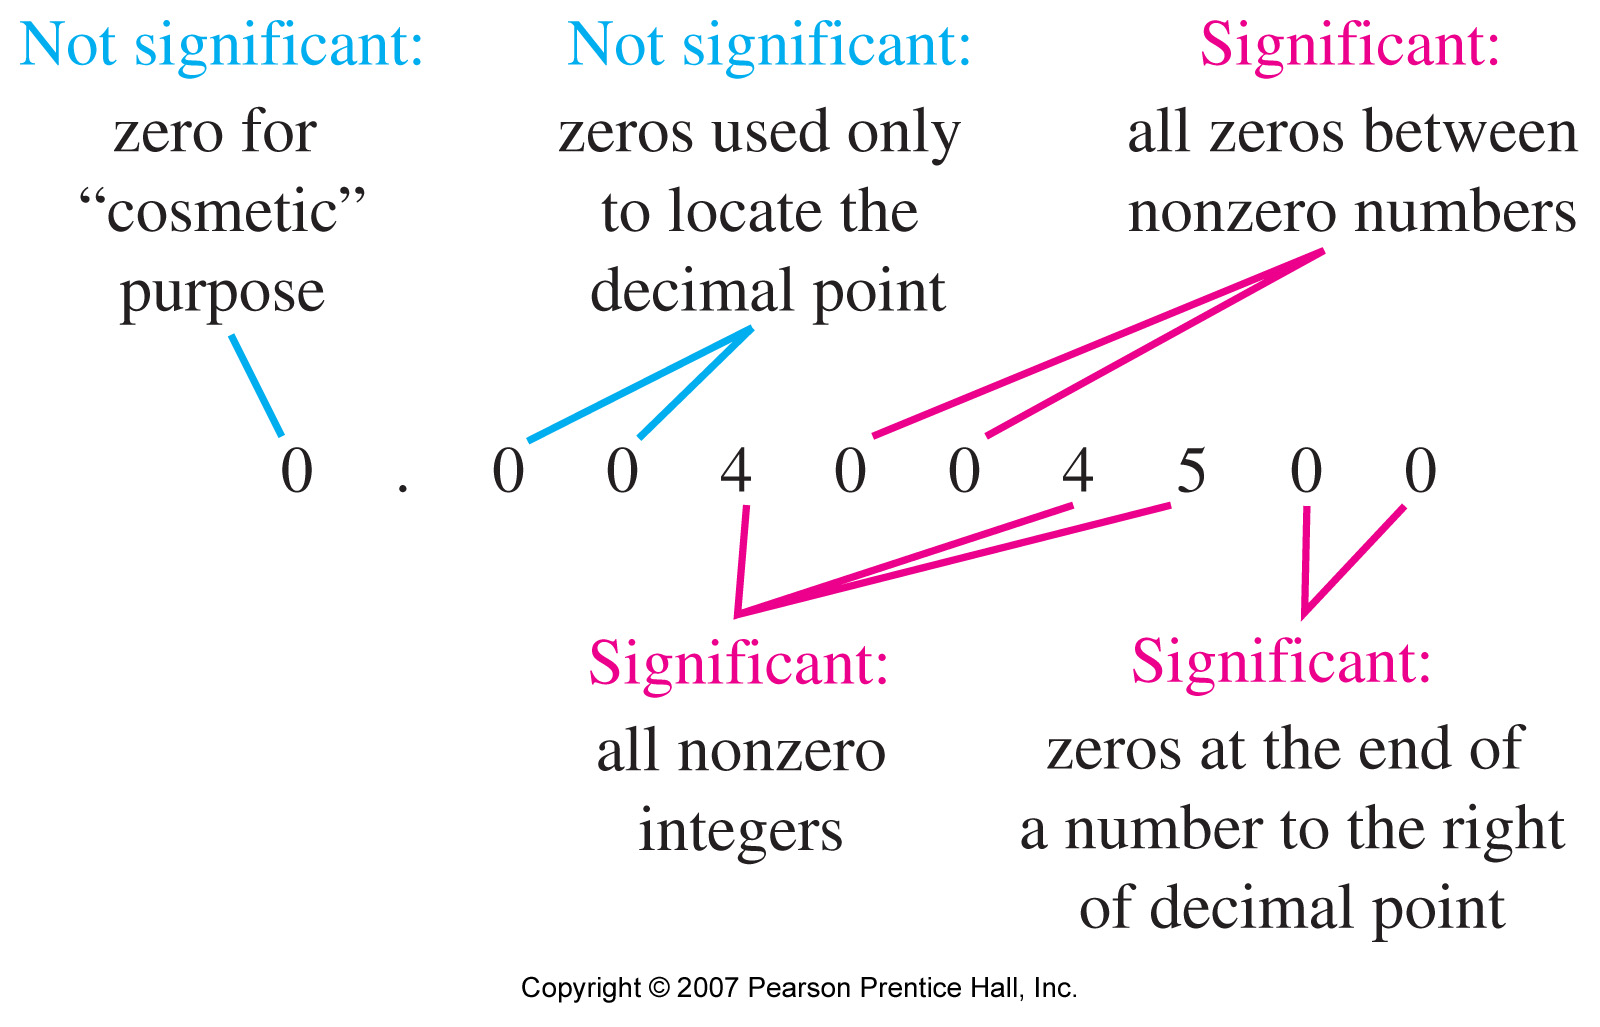 Not significant:
zero for
“cosmetic”
purpose
Not significant:
zeros used only
to locate the
decimal point
Significant:
all zeros between
nonzero numbers
0 . 0 0 4 0 0 4 5 0 0
Significant:
all nonzero
integers
Significant:
zeros at the end of
a number to the right
of decimal point
Copyright © 2007 Pearson Prentice Hall, Inc.